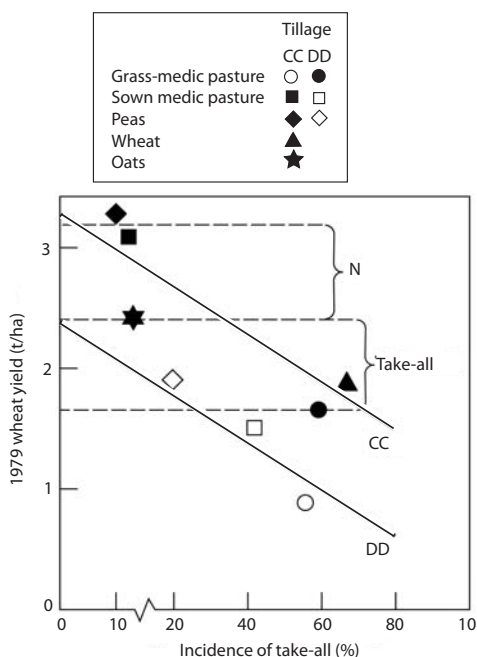 Tillage
CC DD
Grass-medic pasture
Sown medic pasture
Peas
Wheat
Oats
3
N
2
Take-all
1979 wheat yield (t/ha)
CC
1
DD
0
0 10 20 40 60 80 10
Incidence of take-all (%)